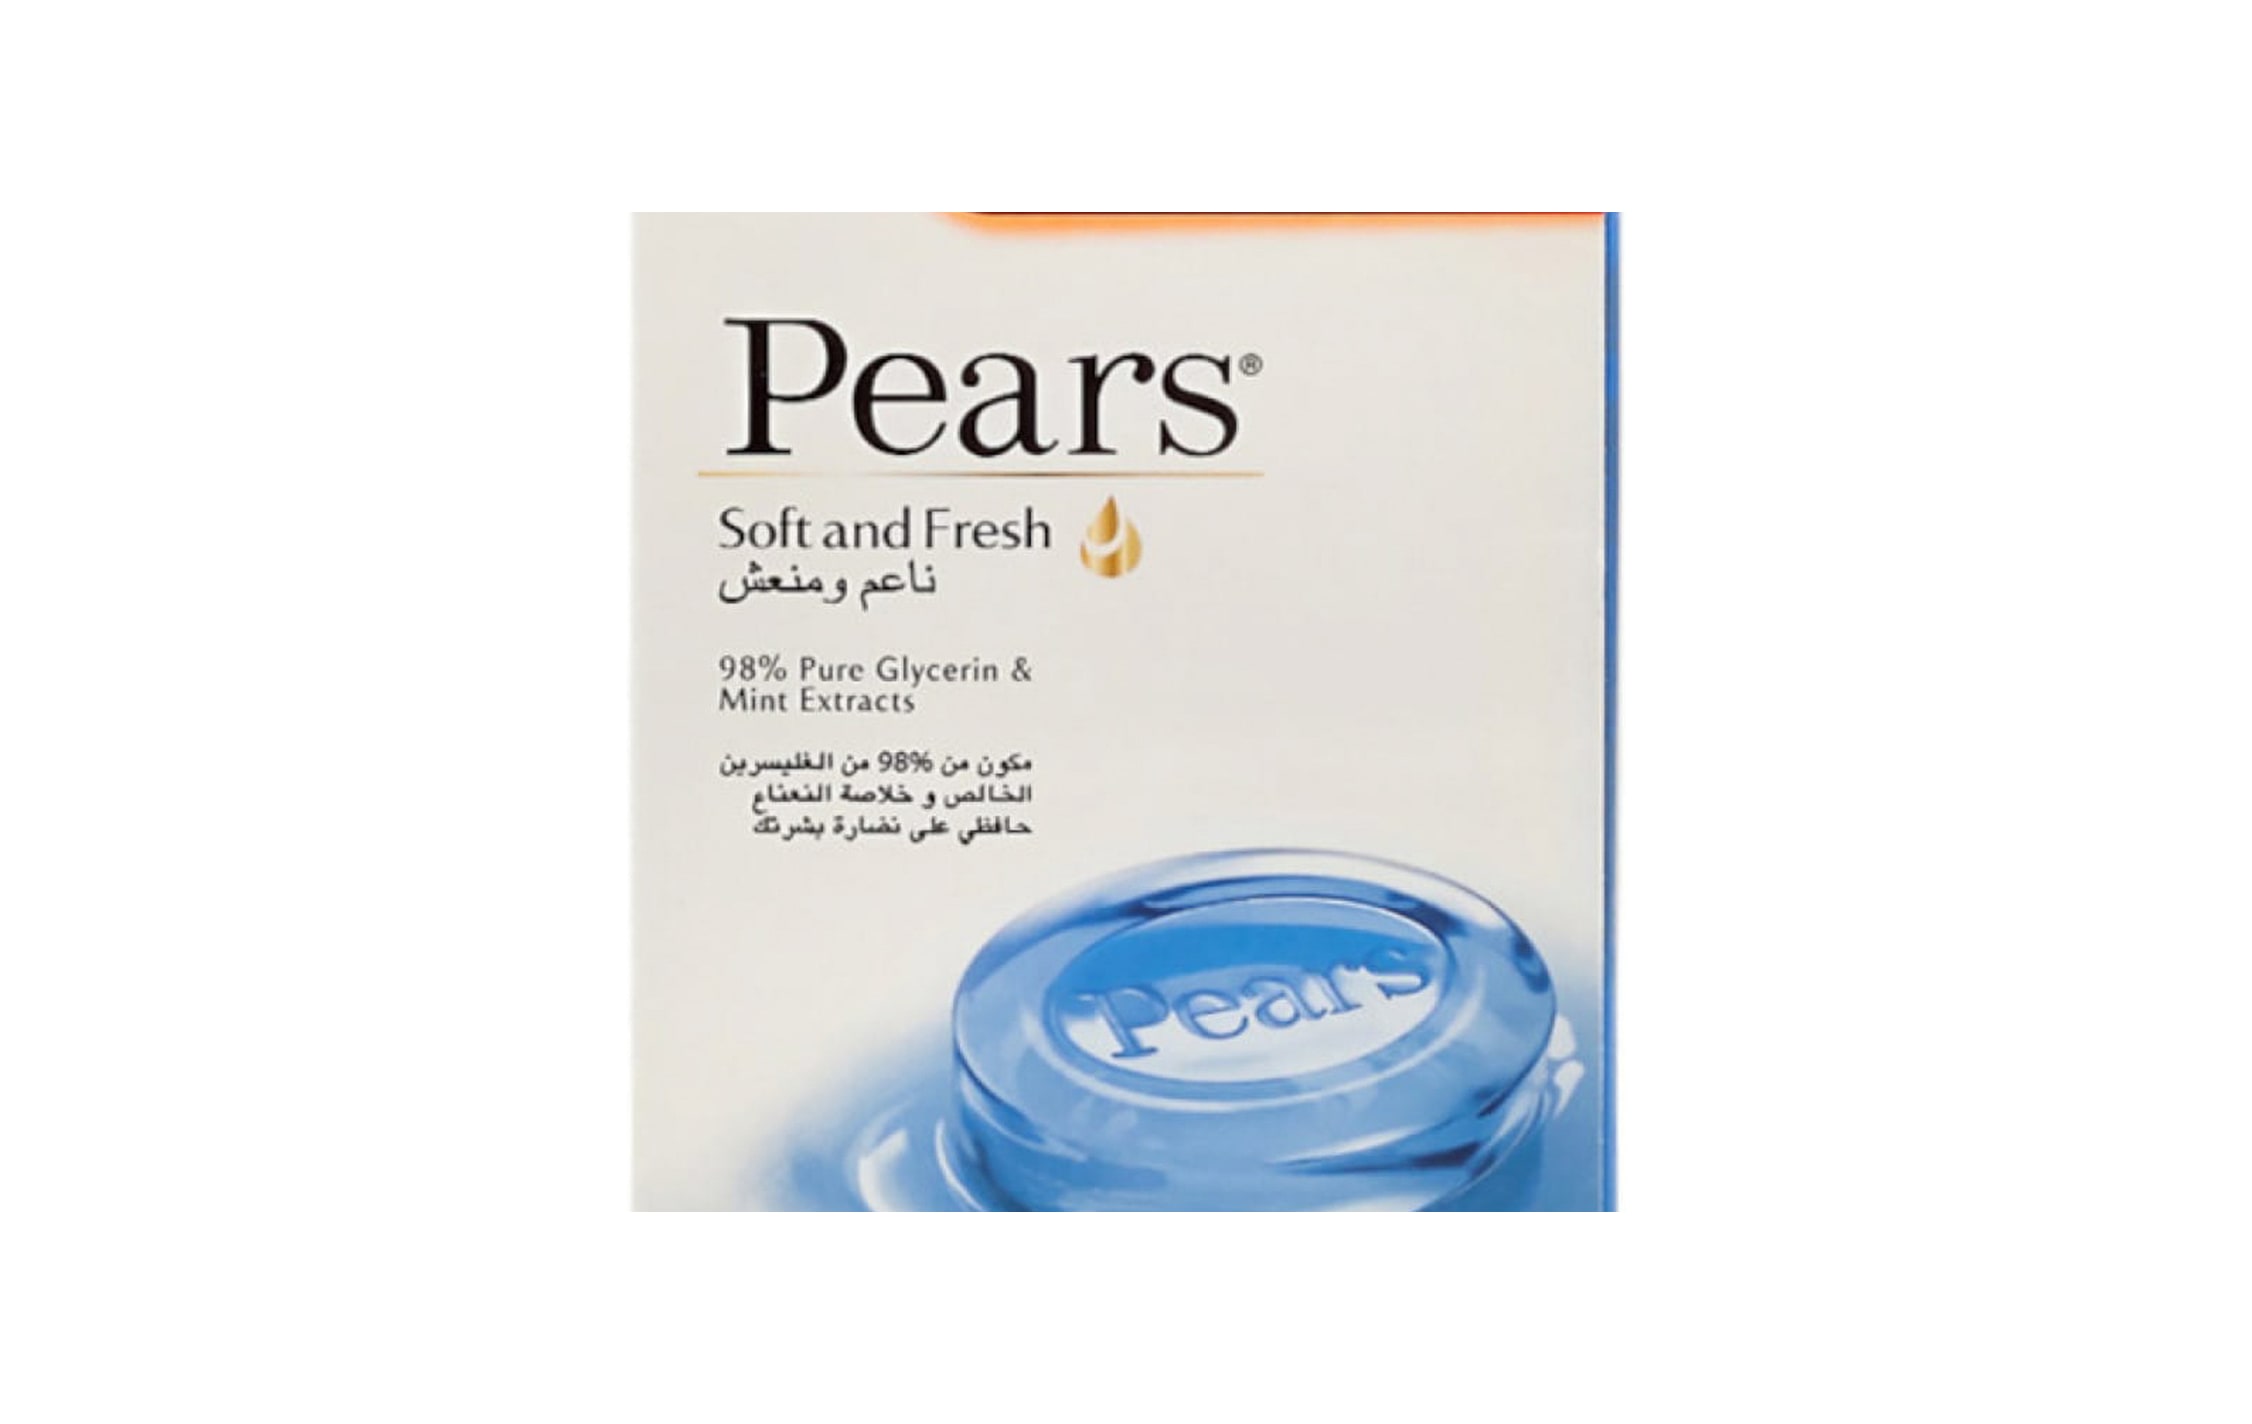 Pears®
Soft and Fresh
ناعم ومنعش
98% Pure Glycerin &
Mint Extracts
مكون من 98% من الغليسرين
الخالص و خلاصة النعناع
حافظي على نضارة بشرتك
Pears